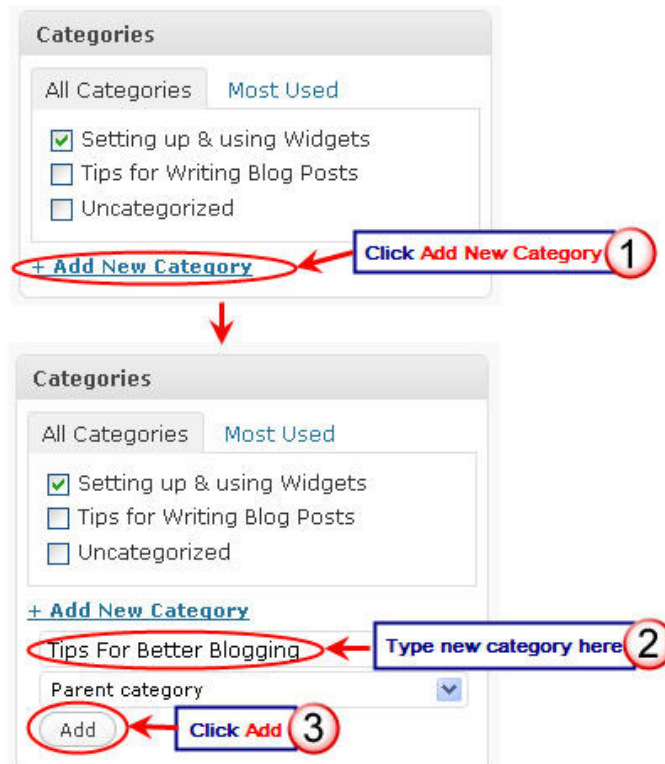 Categories
All Categories Most Used
Setting up & using Widgets
Tips for Writing Blog Posts
Uncategorized
+ Add New Category
Click Add New Category 1
Categories
All Categories Most Used
Setting up & using Widgets
Tips for Writing Blog Posts
Uncategorized
+ Add New Category
Tips For Better Blogging
Type new category here 2
Parent category
Add
Click Add 3